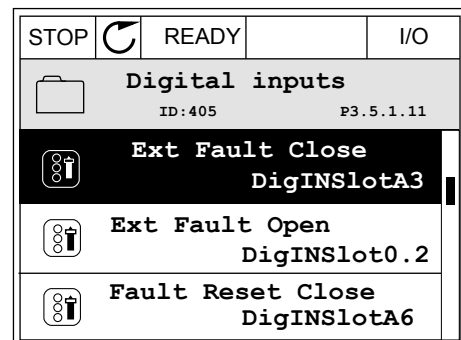 STOP READY I/O
Digital inputs
ID:405 P3.5.1.11
Ext Fault Close
DigINSlotA3
Ext Fault Open
DigINSlot0.2
Fault Reset Close
DigINSlotA6